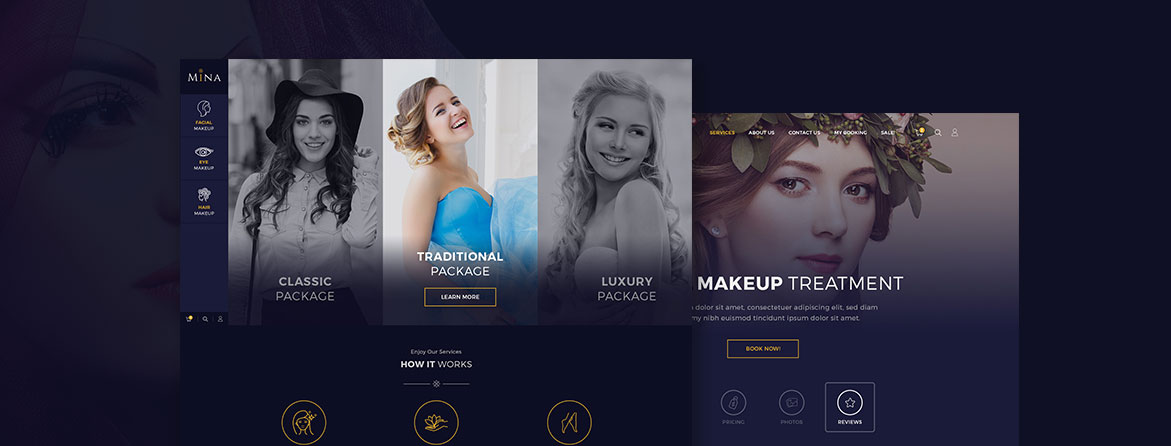 MiNA
FACIAL
MAKEUP
EYE
MAKEUP
HAIR
MAKEUP
CLASSIC
PACKAGE
TRADITIONAL
PACKAGE
LEARN MORE
LUXURY
PACKAGE
Enjoy Our Services
HOW IT WORKS
SERVICES ABOUT US CONTACT US MY BOOKING SALE!
MAKEUP TREATMENT
dolor sit amet, consectetuer adipiscing elit, sed diam
my nibh euismod tincidunt ipsum dolor sit amet.
BOOK NOW!
PRICING PHOTOS REVIEWS